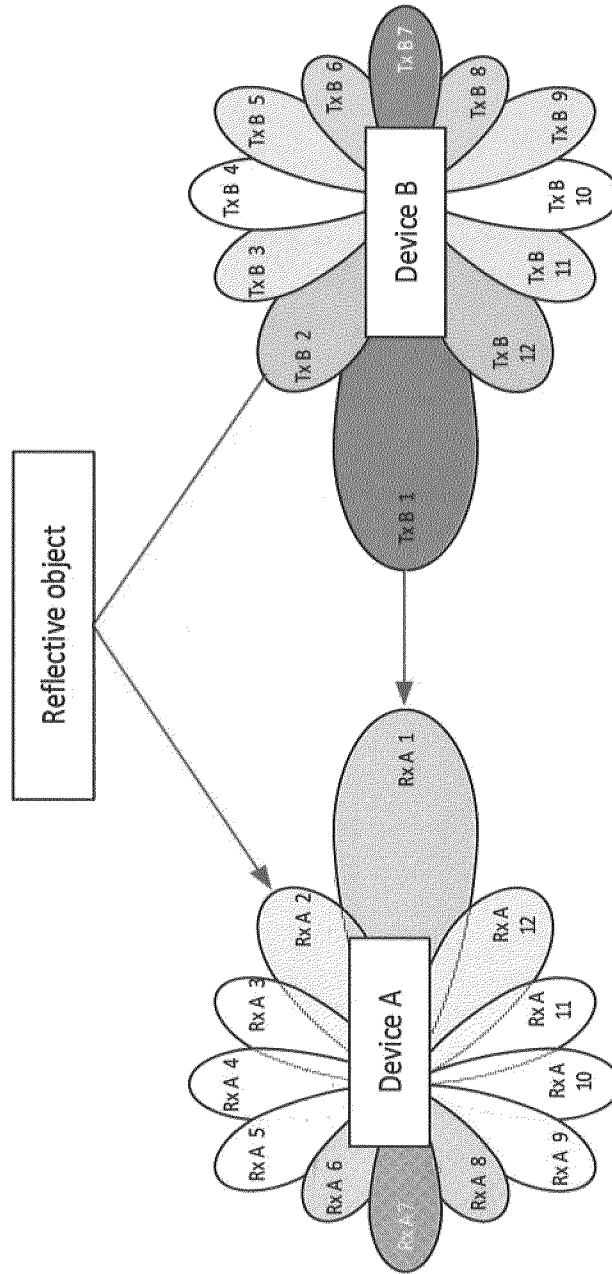 Reflective object
Device A
Rx A 1
Rx A 2
Rx A 3
Rx A 4
Rx A 5
Rx A 6
Rx A 7
Rx A 8
Rx A 9
Rx A
10
Rx A
11
Rx A
12
Device B
Tx B 1
Tx B 2
Tx B 3
Tx B 4
Tx B 5
Tx B 6
Tx B 7
Tx B 8
Tx B 9
Tx B
10
Tx B
11
Tx B
12